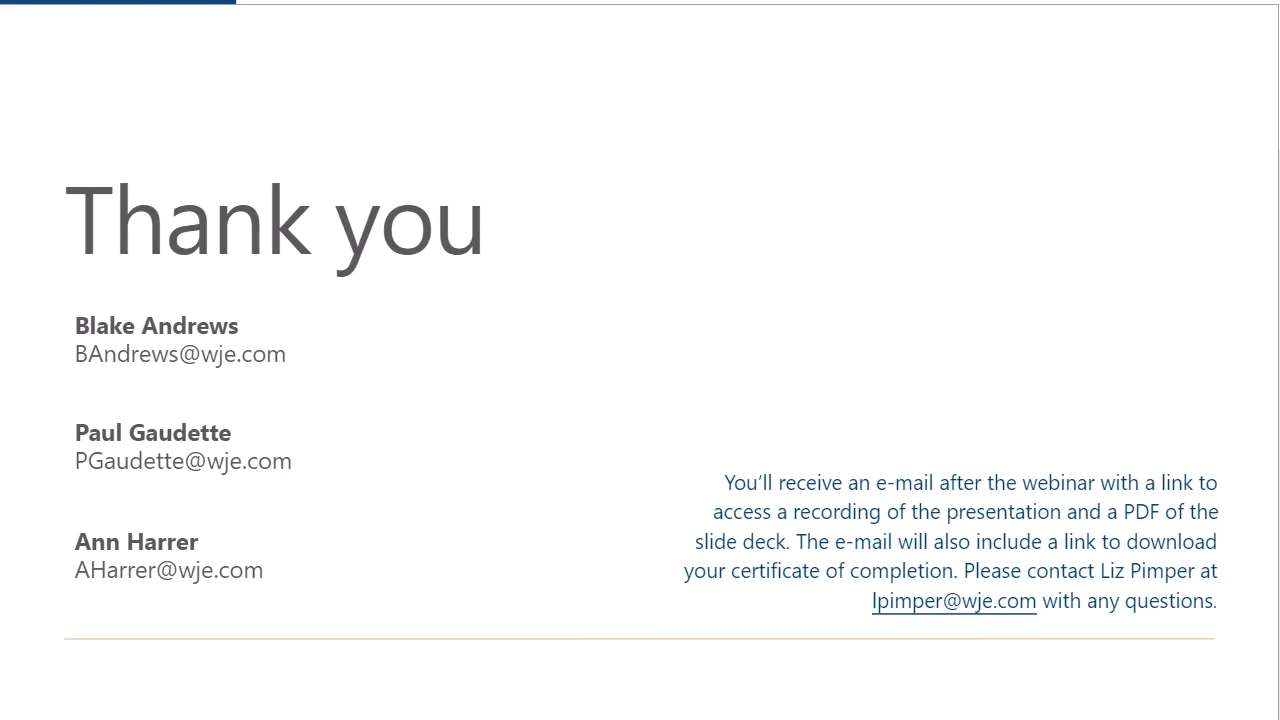 Thank you
Blake Andrews
BAndrews@wje.com
Paul Gaudette
PGaudette@wje.com
Ann Harrer
AHarrer@wje.com
You’ll receive an e-mail after the webinar with a link to
access a recording of the presentation and a PDF of the
slide deck. The e-mail will also include a link to download
your certificate of completion. Please contact Liz Pimper at
lpimper@wje.com with any questions.